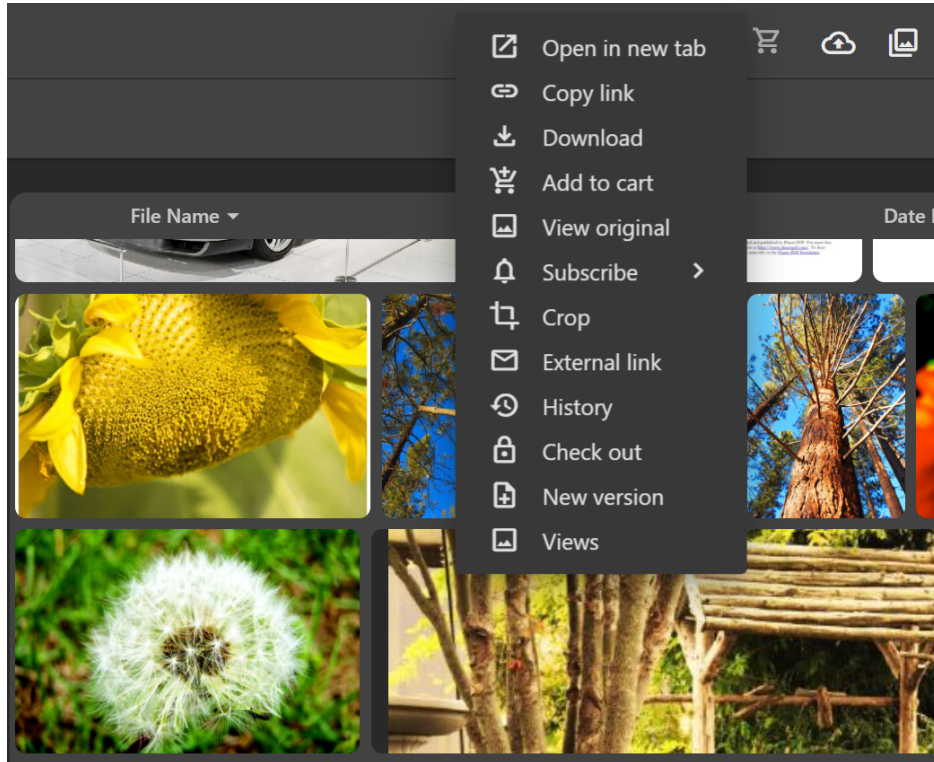 Open in new tab
Copy link
Download
Add to cart
View original
Subscribe
Crop
External link
History
Check out
New version
Views
File Name
Date